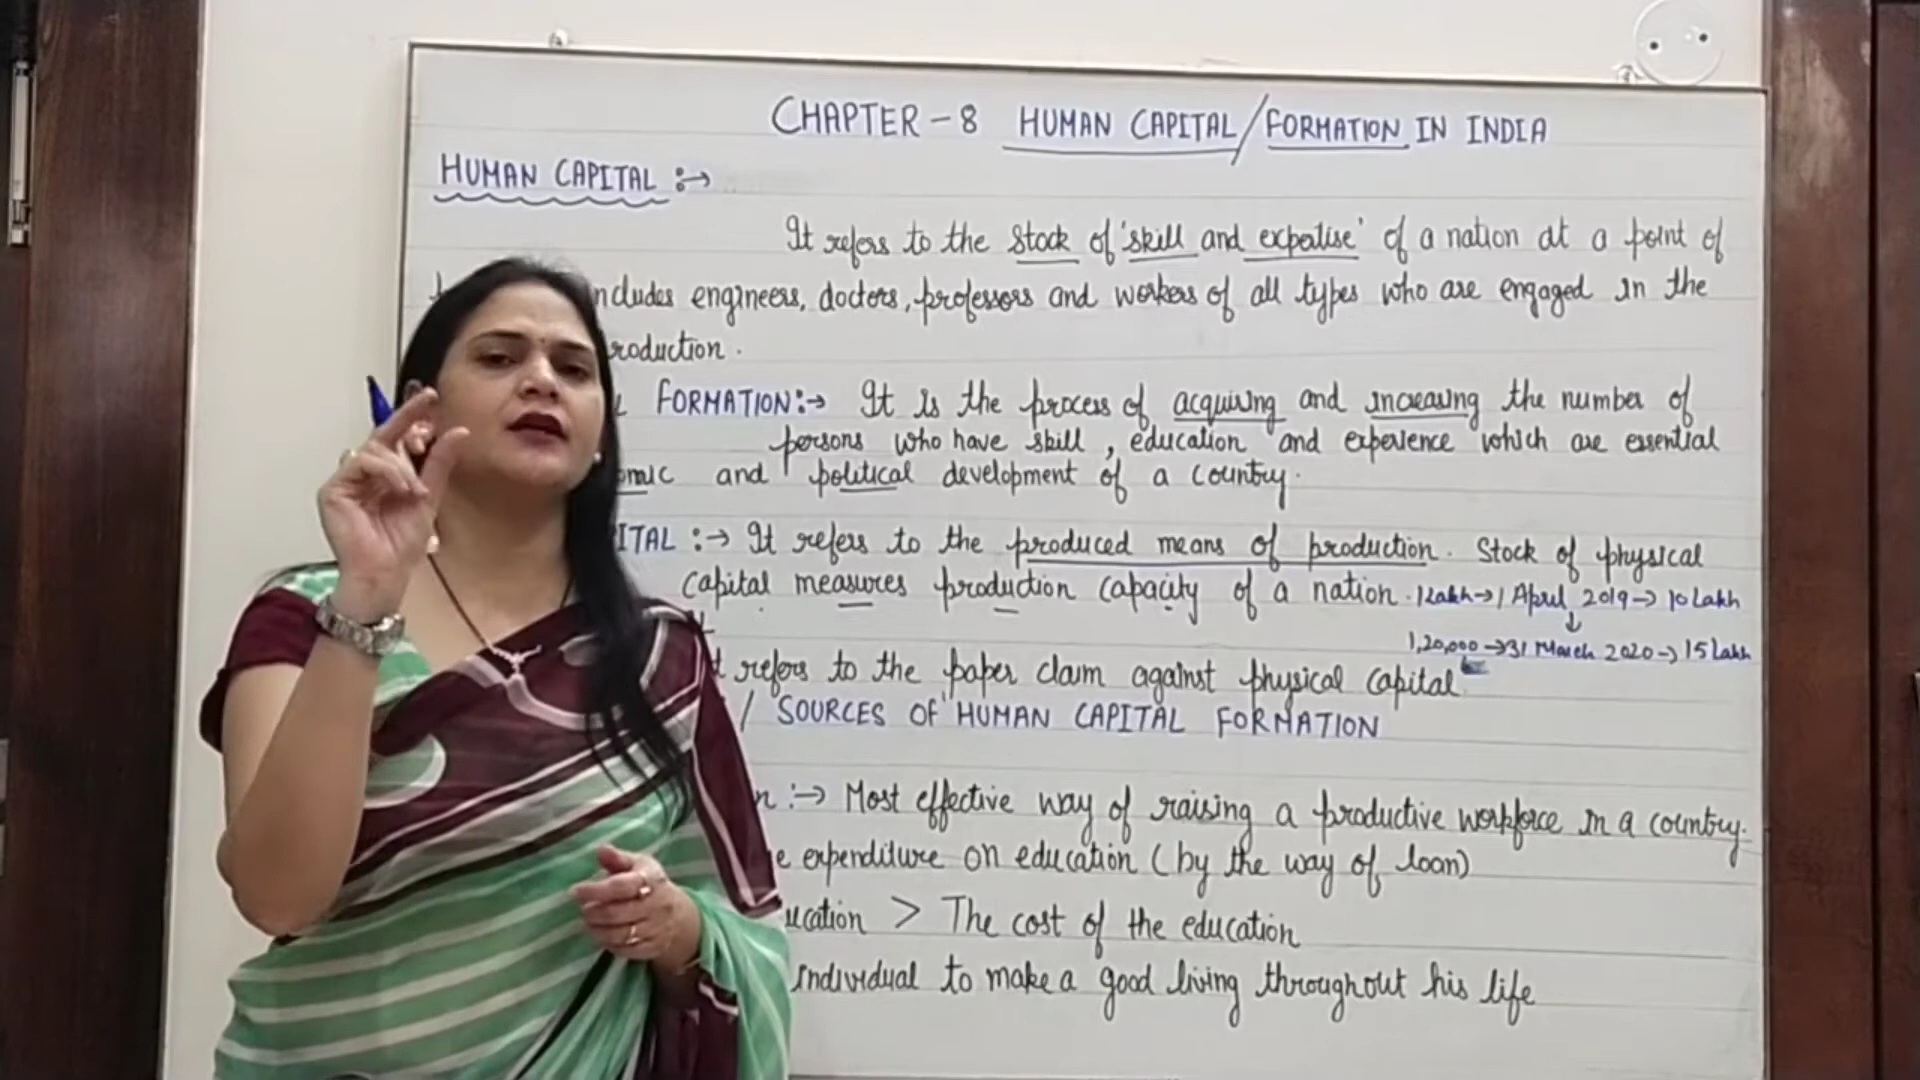 CHAPTER - 8 HUMAN CAPITAL/FORMATION IN INDIA
HUMAN CAPITAL :→
It refers to the stock of 'skill and expertise' of a nation at a point of
engineers, doctors, professors and workers of all types who are engaged in the
FORMATION:→ It is the process of acquiring and increasing the number of
persons who have skill, education and experience which are essential
and political development of a country.
:→ It refers to the produced means of production. Stock of physical
capital measures production capacity of a nation. 1 Lakh→ 1 April 2019→ 10 Lakh
↓
1,20,000→31 March 2020→ 15 Lakh
refers to the paper claim against physical capital
/ SOURCES OF HUMAN CAPITAL FORMATION
:→ Most effective way of raising a productive workforce in a country.
expenditure on education (by the way of loan)
> The cost of the education
individual to make a good living throughout his life